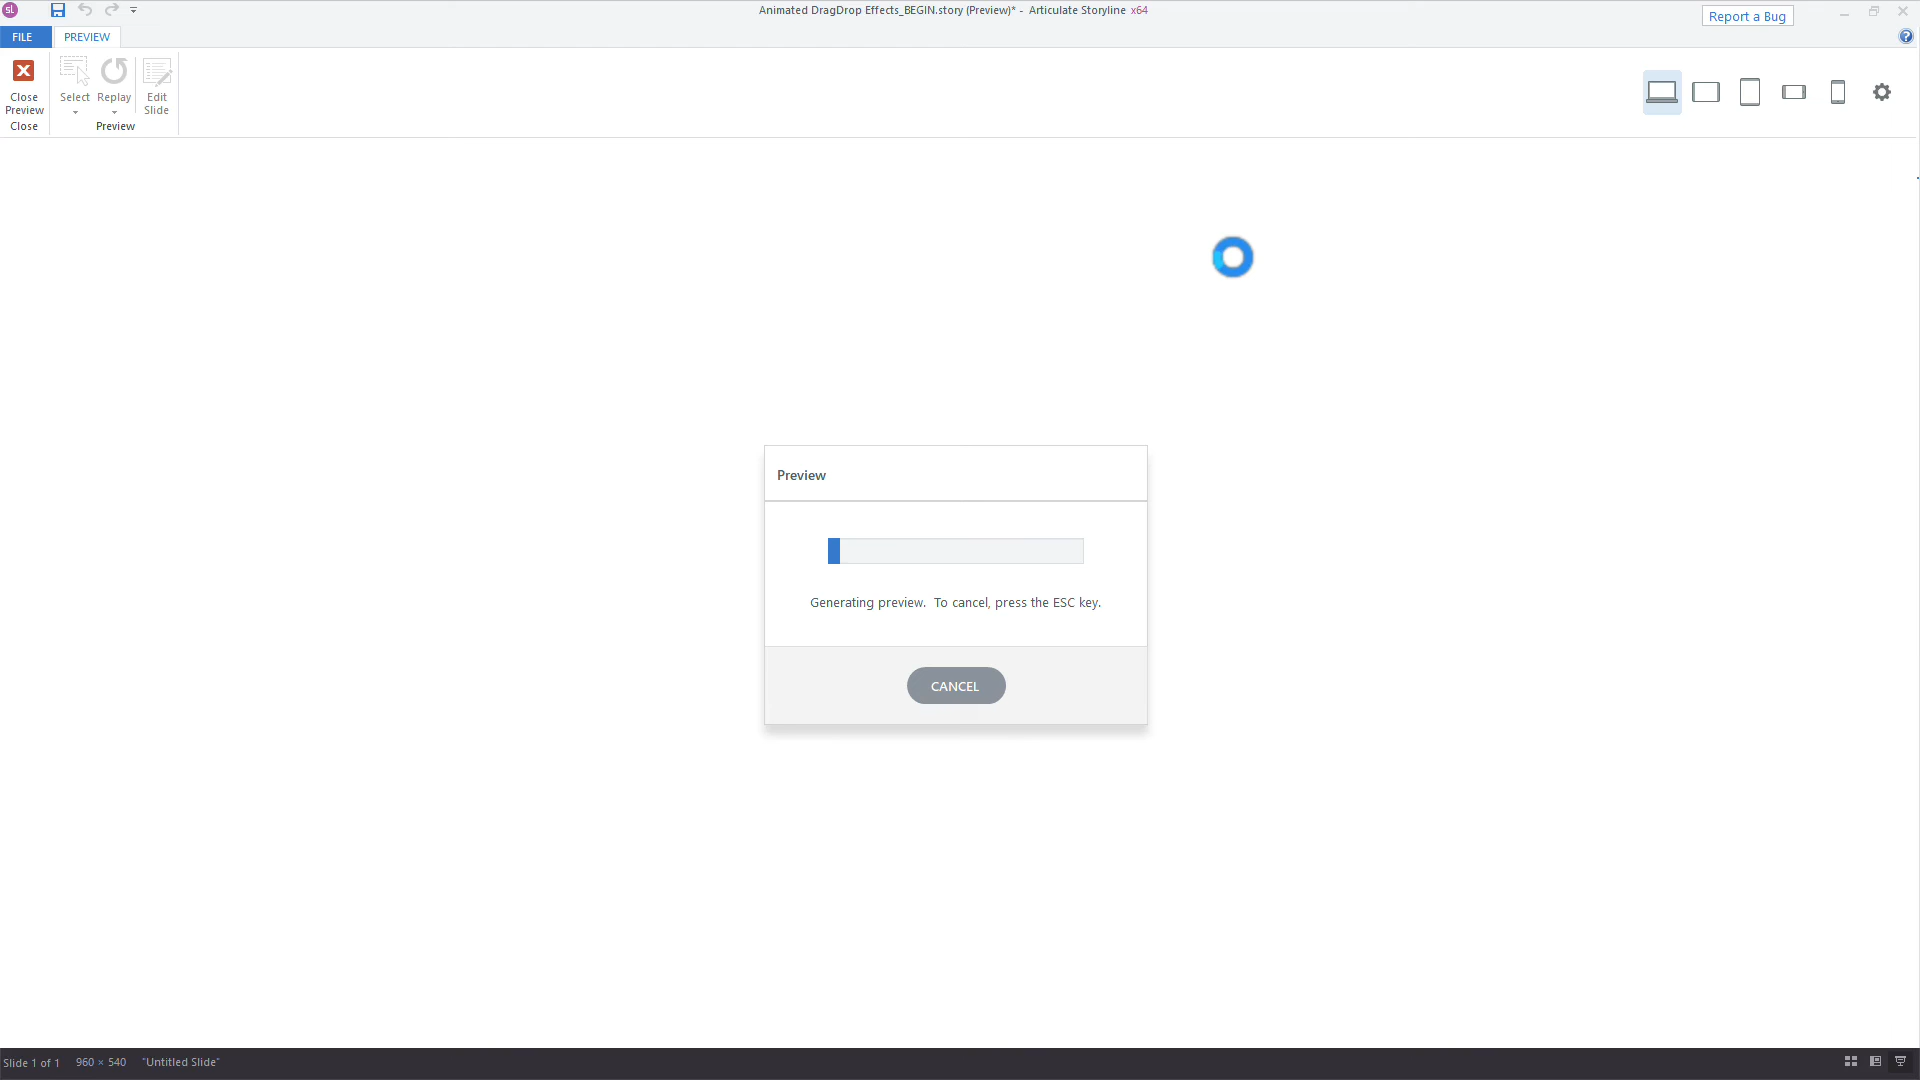 sl
Animated DragDrop Effects_BEGIN.story (Preview)* - Articulate Storyline x64
Report a Bug
FILE
PREVIEW
?
Close
Preview
Select
Replay
Edit
Slide
Close
Preview
Preview
Generating preview. To cancel, press the ESC key.
CANCEL
Slide 1 of 1
960 × 540
"Untitled Slide"